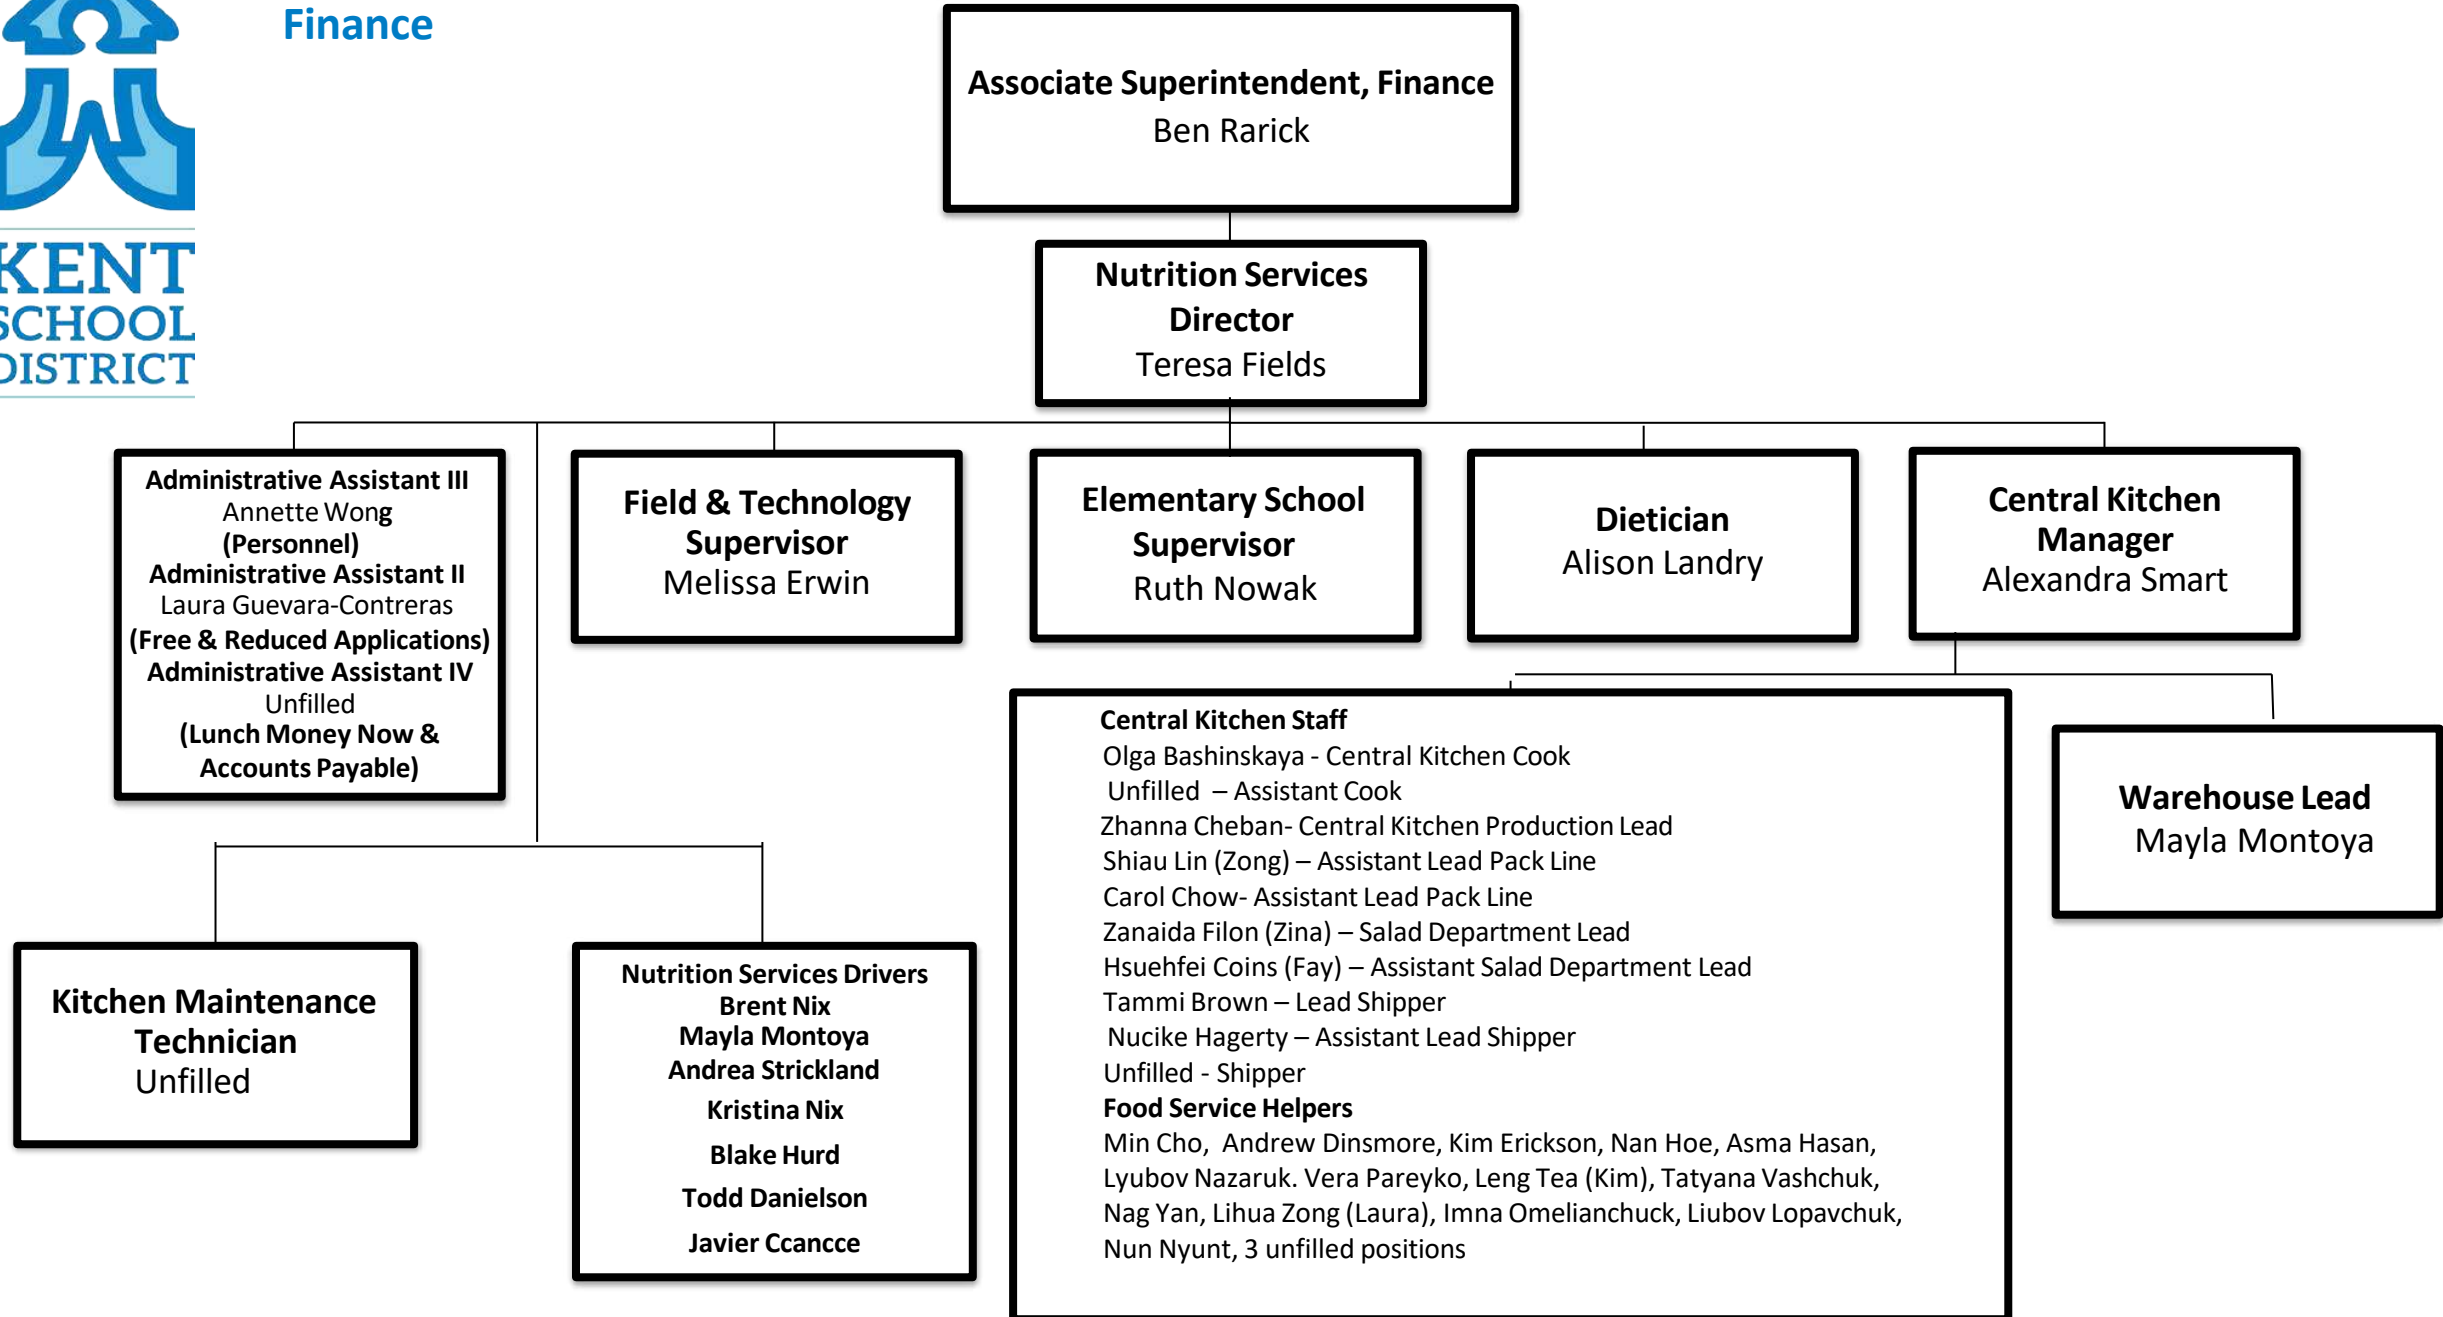 Finance
KENT
SCHOOL
DISTRICT
Associate Superintendent, Finance
Ben Rarick
Nutrition Services
Director
Teresa Fields
Administrative Assistant III
Annette Wong
(Personnel)
Administrative Assistant II
Laura Guevara-Contreras
(Free & Reduced Applications)
Administrative Assistant IV
Unfilled
(Lunch Money Now &
Accounts Payable)
Field & Technology
Supervisor
Melissa Erwin
Elementary School
Supervisor
Ruth Nowak
Dietician
Alison Landry
Central Kitchen
Manager
Alexandra Smart
Kitchen Maintenance
Technician
Unfilled
Nutrition Services Drivers
Brent Nix
Mayla Montoya
Andrea Strickland
Kristina Nix
Blake Hurd
Todd Danielson
Javier Ccancce
Central Kitchen Staff
Olga Bashinskaya - Central Kitchen Cook
Unfilled – Assistant Cook
Zhanna Cheban- Central Kitchen Production Lead
Shiau Lin (Zong) – Assistant Lead Pack Line
Carol Chow- Assistant Lead Pack Line
Zanaida Filon (Zina) – Salad Department Lead
Hsuehfei Coins (Fay) – Assistant Salad Department Lead
Tammi Brown – Lead Shipper
Nucike Hagerty – Assistant Lead Shipper
Unfilled - Shipper
Food Service Helpers
Min Cho, Andrew Dinsmore, Kim Erickson, Nan Hoe, Asma Hasan,
Lyubov Nazaruk. Vera Pareyko, Leng Tea (Kim), Tatyana Vashchuk,
Nag Yan, Lihua Zong (Laura), Imna Omelianchuck, Liubov Lopavchuk,
Nun Nyunt, 3 unfilled positions
Warehouse Lead
Mayla Montoya